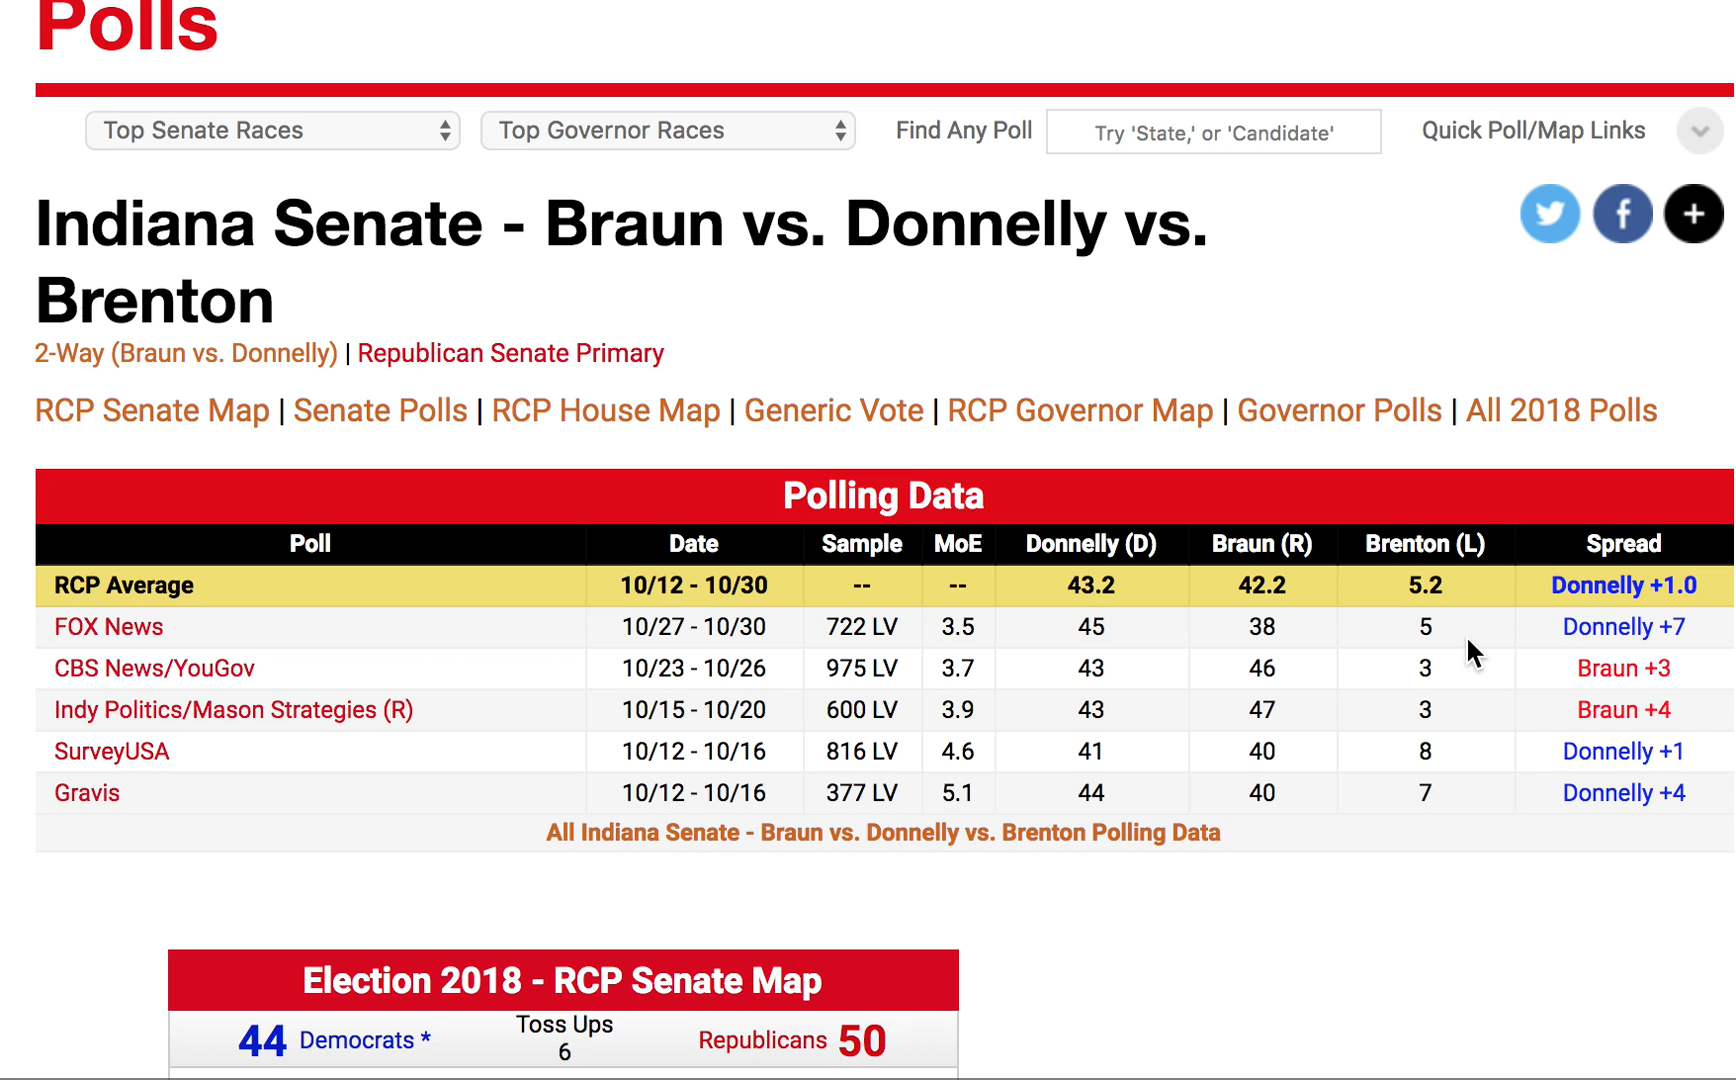 Polls
Top Senate Races Top Governor Races Find Any Poll Try 'State,' or 'Candidate' Quick Poll/Map Links
Indiana Senate - Braun vs. Donnelly vs.
Brenton
2-Way (Braun vs. Donnelly) | Republican Senate Primary
RCP Senate Map | Senate Polls | RCP House Map | Generic Vote | RCP Governor Map | Governor Polls | All 2018 Polls
Polling Data
Poll Date Sample MoE Donnelly (D) Braun (R) Brenton (L) Spread
RCP Average 10/12 - 10/30 -- -- 43.2 42.2 5.2 Donnelly +1.0
FOX News 10/27 - 10/30 722 LV 3.5 45 38 5 Donnelly +7
CBS News/YouGov 10/23 - 10/26 975 LV 3.7 43 46 3 Braun +3
Indy Politics/Mason Strategies (R) 10/15 - 10/20 600 LV 3.9 43 47 3 Braun +4
SurveyUSA 10/12 - 10/16 816 LV 4.6 41 40 8 Donnelly +1
Gravis 10/12 - 10/16 377 LV 5.1 44 40 7 Donnelly +4
All Indiana Senate - Braun vs. Donnelly vs. Brenton Polling Data
Election 2018 - RCP Senate Map
44 Democrats * Toss Ups Republicans 50
6